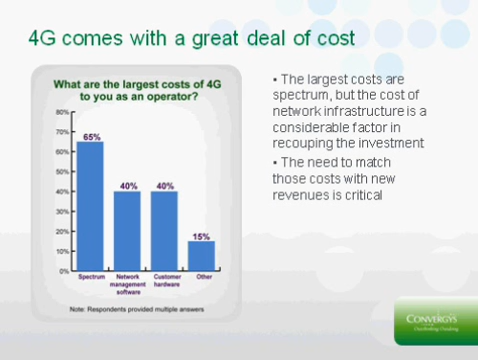 4G comes with a great deal of cost
What are the largest costs of 4G
to you as an operator?
80%
70%
60%
50%
40%
30%
20%
10%
0%
65%
40%
40%
15%
Spectrum
Network
management
software
Customer
hardware
Other
Note: Respondents provided multiple answers
• The largest costs are
spectrum, but the cost of
network infrastructure is a
considerable factor in
recouping the investment
• The need to match
those costs with new
revenues is critical
CONVERGYS
Outthinking Outdoing